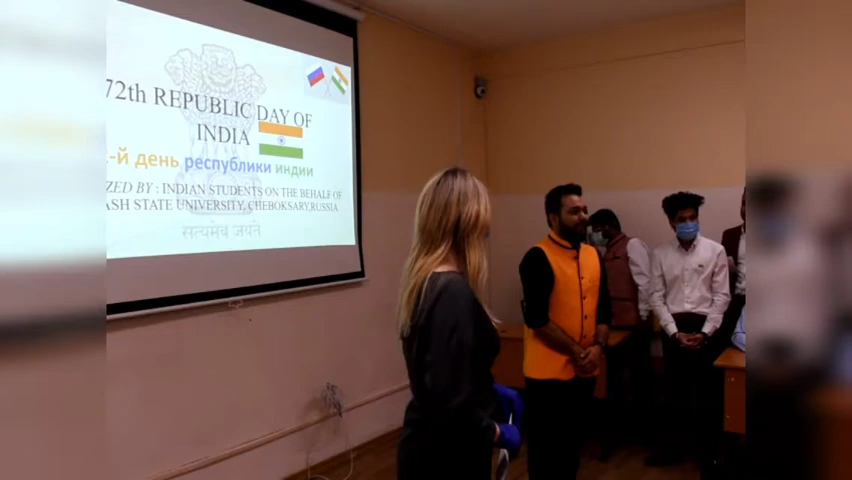 72th REPUBLIC DAY OF
INDIA
-й день республики индии
ZED BY : INDIAN STUDENTS ON THE BEHALF OF
ASH STATE UNIVERSITY, CHEBOKSARY,RUSSIA
सत्यमेव जयते